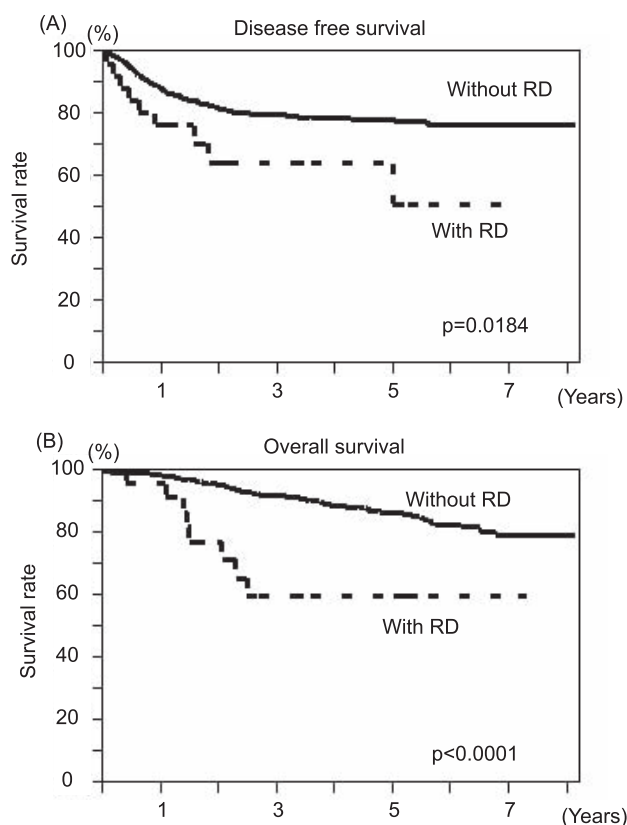 (A)
(%)
Disease free survival
100
80
60
40
20
0
Survival rate
Without RD
With RD
p=0.0184
1 3 5 7 (Years)
(B)
(%)
Overall survival
100
80
60
40
20
0
Survival rate
Without RD
With RD
p<0.0001
1 3 5 7 (Years)